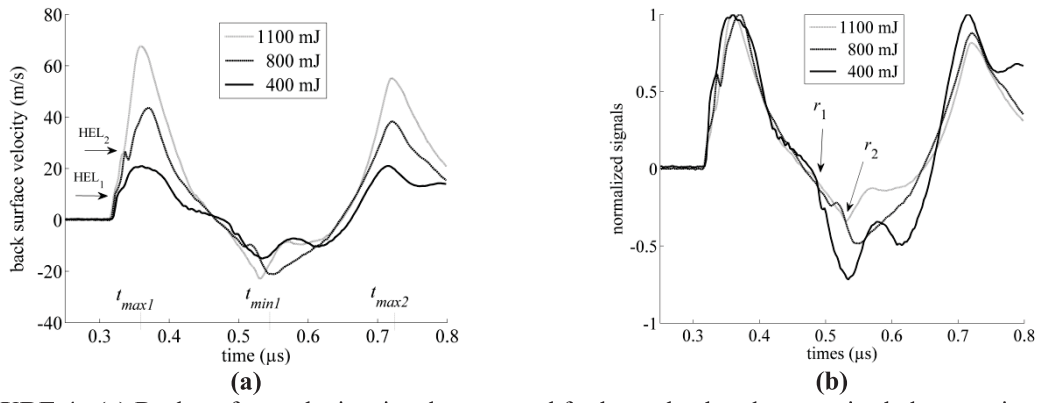 80
60
40
20
0
-20
-40
back surface velocity (m/s)
1100 mJ
800 mJ
400 mJ
HEL2
HEL1
tmax1
tmin1
tmax2
0.3
0.4
0.5
0.6
0.7
0.8
time (µs)
(a)
1
0.5
0
-0.5
-1
normalized signals
1100 mJ
800 mJ
400 mJ
r1
r2
0.3
0.4
0.5
0.6
0.7
0.8
times (µs)
(b)